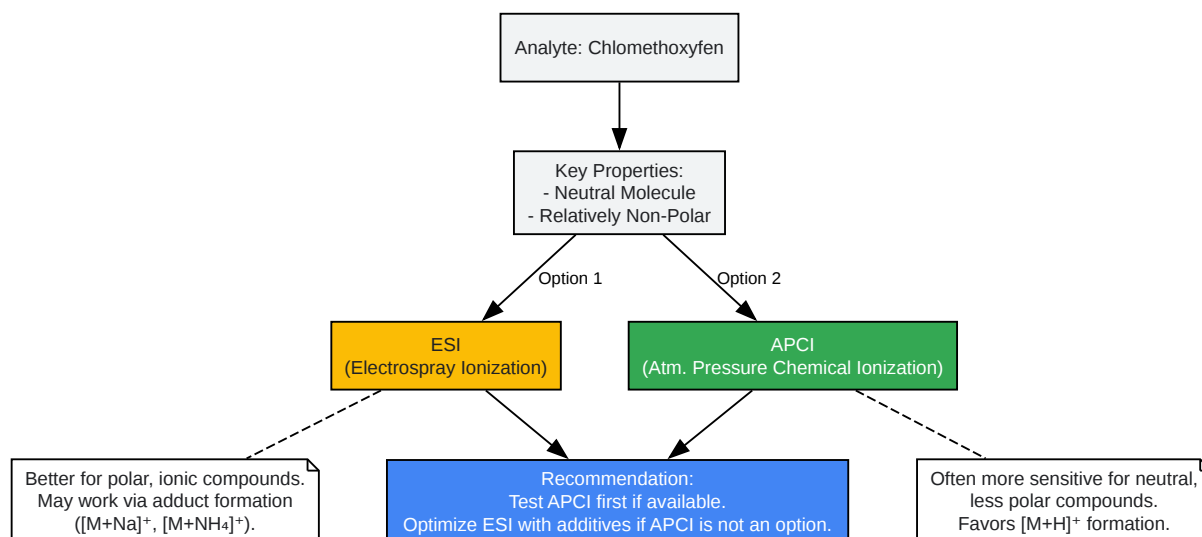 Analyte: Chlomethoxyfen
Key Properties:
- Neutral Molecule
- Relatively Non-Polar
Option 1
Option 2
ESI
(Electrospray Ionization)
APCI
(Atm. Pressure Chemical Ionization)
Better for polar, ionic compounds.
May work via adduct formation
([M+Na]⁺, [M+NH₄]⁺).
Recommendation:
Test APCI first if available.
Optimize ESI with additives if APCI is not an option.
Often more sensitive for neutral,
less polar compounds.
Favors [M+H]⁺ formation.